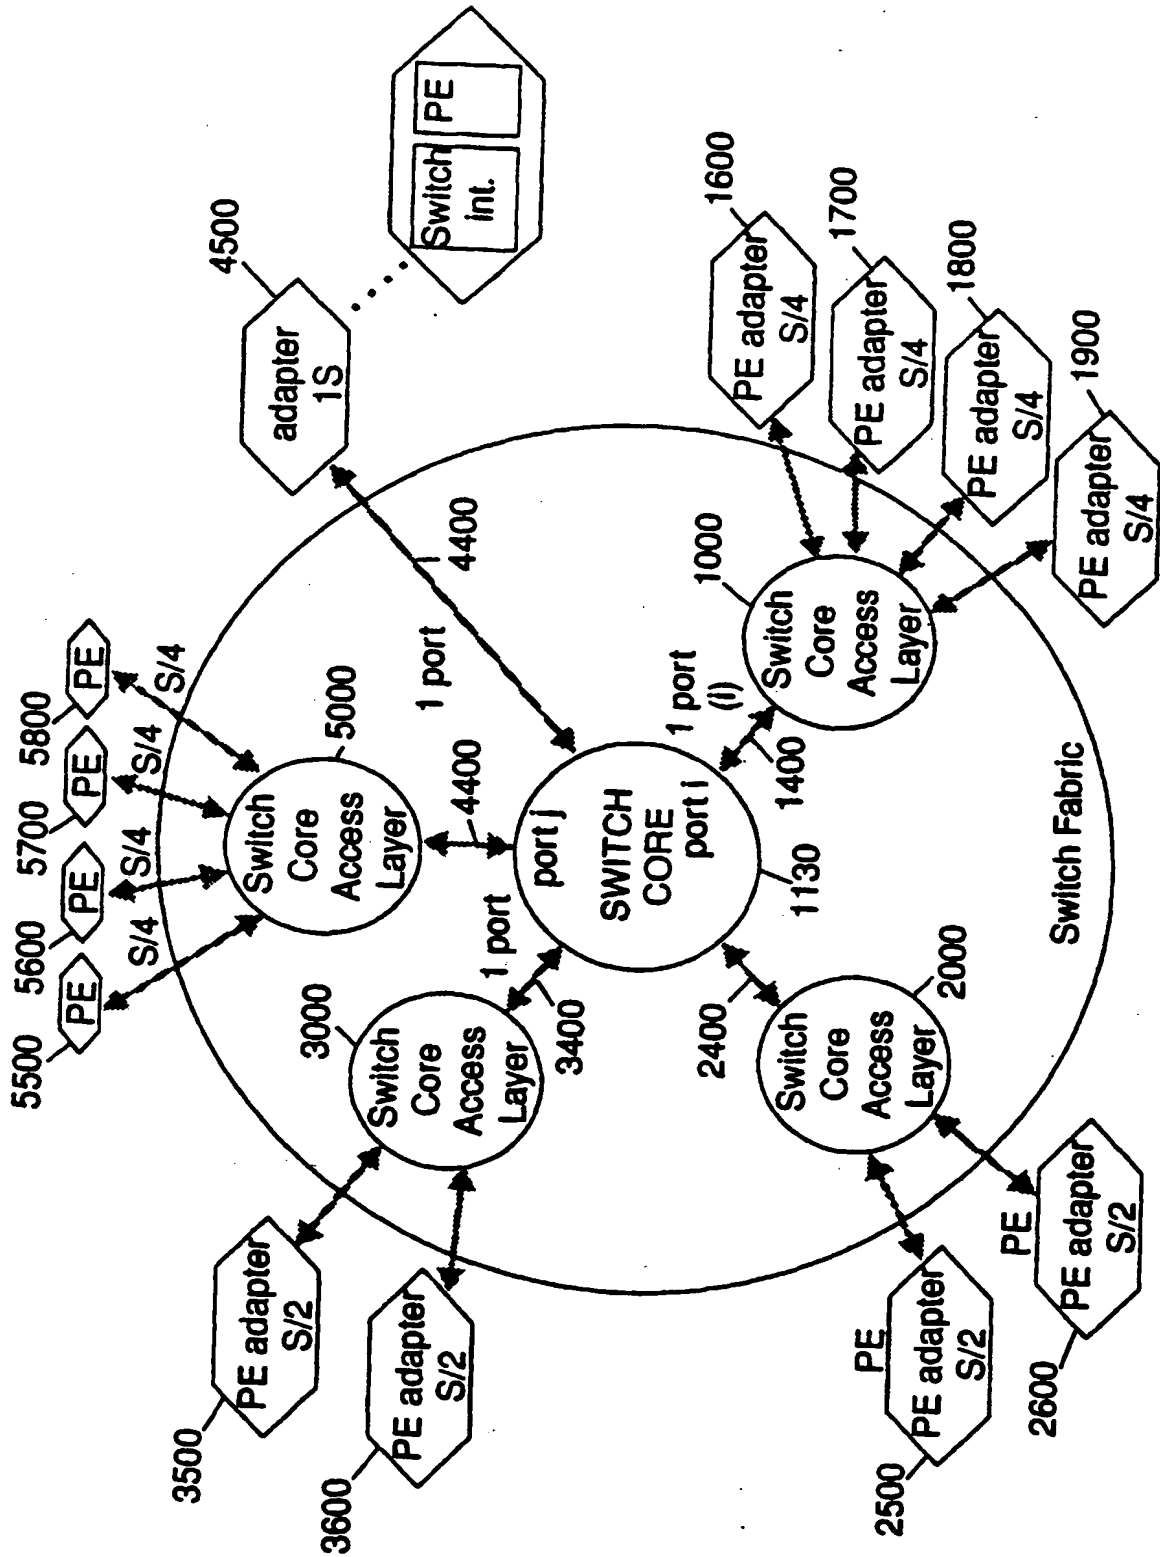 3500
PE adapter
S/2
3600
PE adapter
S/2
5500
PE
5600
PE
5700
PE
5800
PE
S/4
S/4
S/4
S/4
4500
adapter
1S
Switch
int.
PE
3000
Switch
Core
Access
Layer
1 port
3400
5000
Switch
Core
Access
Layer
4400
1 port
4400
port j
SWITCH
CORE
port i
1130
1 port
(i)
1400
1000
Switch
Core
Access
Layer
1600
PE adapter
S/4
1700
PE adapter
S/4
1800
PE adapter
S/4
1900
PE adapter
S/4
2400
2000
Switch
Core
Access
Layer
2500
PE
PE adapter
S/2
2600
PE
PE adapter
S/2
Switch Fabric